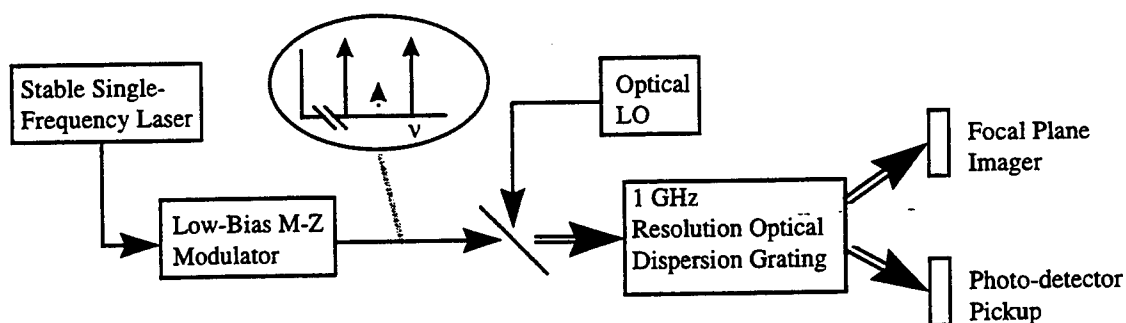 Stable Single-
Frequency Laser
ν
Optical
LO
Focal Plane
Imager
Low-Bias M-Z
Modulator
1 GHz
Resolution Optical
Dispersion Grating
Photo-detector
Pickup